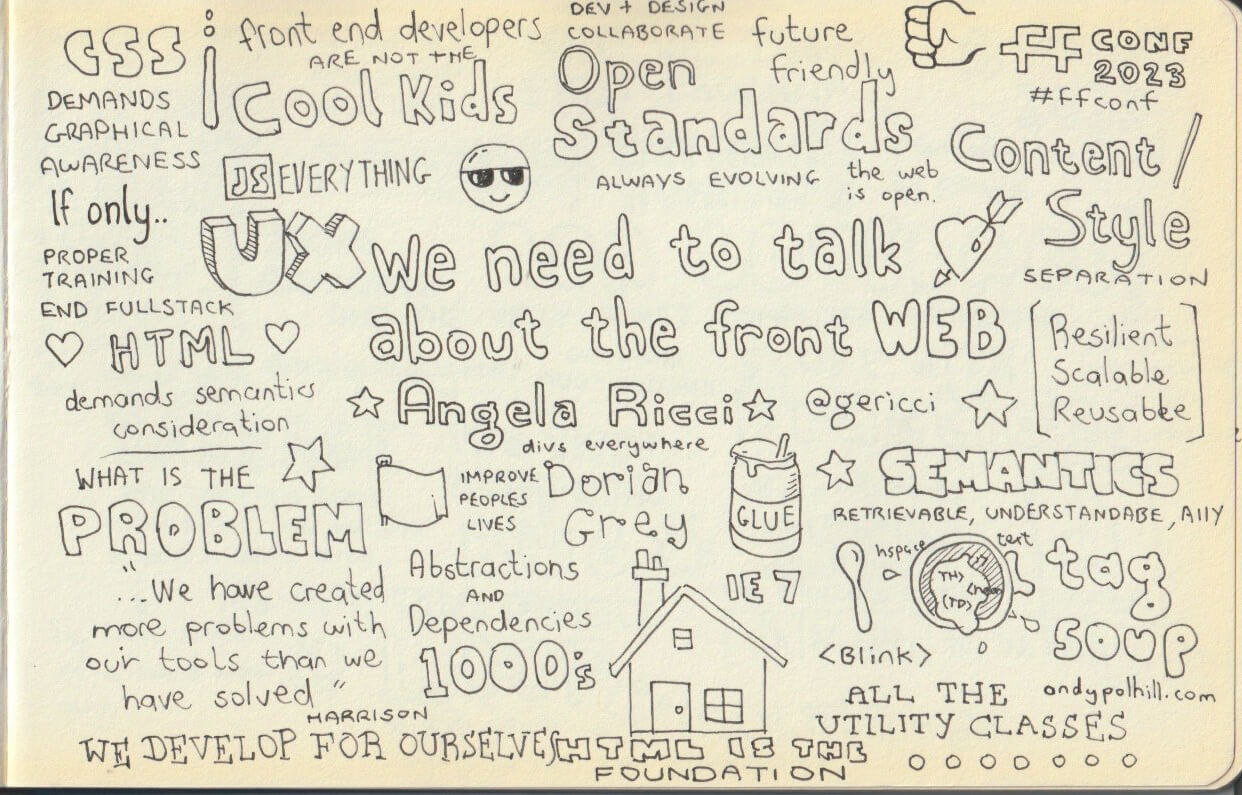 CSS
DEMANDS
GRAPHICAL
AWARENESS
If only..
PROPER
TRAINING
END FULLSTACK
HTML
demands semantics
consideration
front end developers
ARE NOT THE
Cool Kids
JS EVERYTHING
DEV + DESIGN
COLLABORATE
future
friendly
Open
Standards
ALWAYS EVOLVING
the web
is open.
ff CONF
2023
#ffconf
Content/
Style
SEPARATION
UX
We need to talk
about the front WEB
Angela Ricci
@gericci
Resilient
Scalable
Reusable
WHAT IS THE
PROBLEM
"
...We have created
more problems with
our tools than we
have solved"
HARRISON
divs everywhere
IMPROVE
PEOPLES
LIVES
Dorian
Grey
GLUE
SEMANTICS
RETRIEVABLE, UNDERSTANDABE, A11Y
Abstractions
AND
Dependencies
1000's
IE 7
hspace
text
TH>
(TD>
tag
soup
<Blink>
andypolhill.com
ALL THE
UTILITY CLASSES
WE DEVELOP FOR OURSELVES
HTML IS THE
FOUNDATION